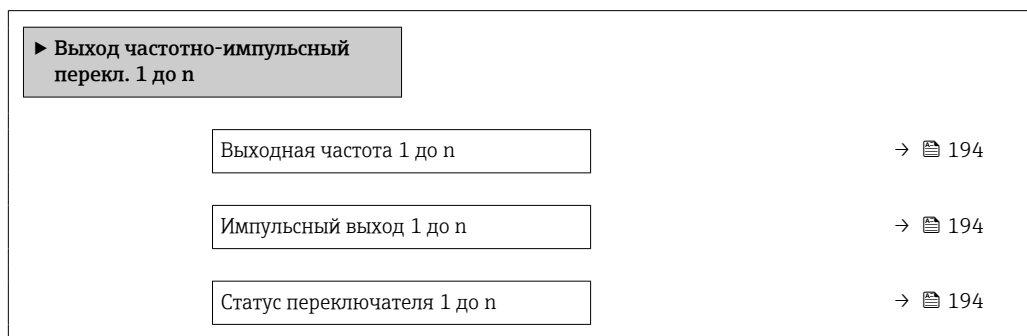 ► Выход частотно-импульсный
перекл. 1 до n
Выходная частота 1 до n → 194
Импульсный выход 1 до n → 194
Статус переключателя 1 до n → 194